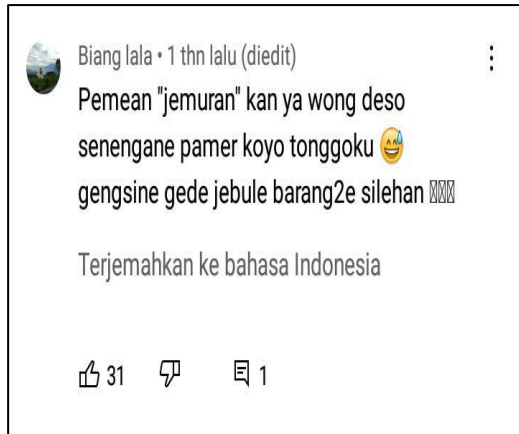 Biang lala • 1 thn lalu (diedit)
Pemean "jemuran" kan ya wong deso
senengane pamer koyo tonggoku 😅
gengsine gede jebule barang2e silehan
Terjemahkan ke bahasa Indonesia
31 1